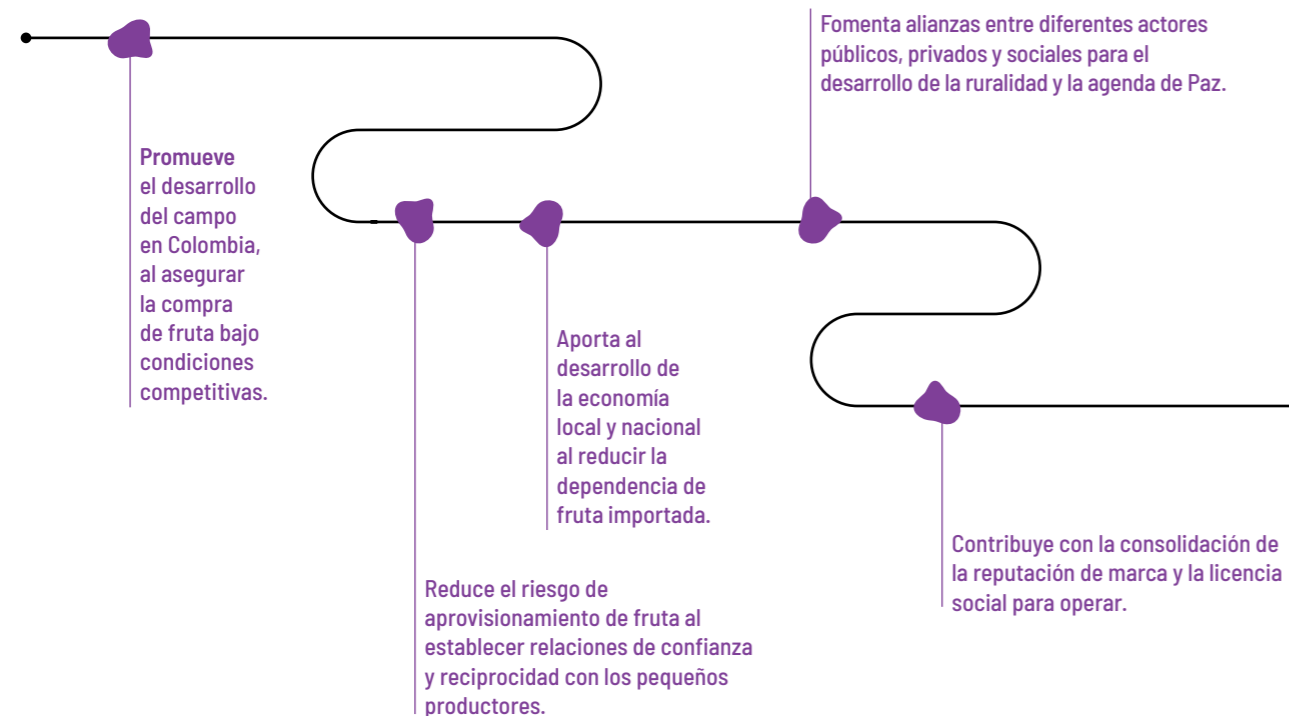 Promueve
el desarrollo
del campo
en Colombia,
al asegurar
la compra
de fruta bajo
condiciones
competitivas.
Reduce el riesgo de
aprovisionamiento de fruta al
establecer relaciones de confianza
y reciprocidad con los pequeños
productores.
Aporta al
desarrollo de
la economía
local y nacional
al reducir la
dependencia de
fruta importada.
Fomenta alianzas entre diferentes actores
públicos, privados y sociales para el
desarrollo de la ruralidad y la agenda de Paz.
Contribuye con la consolidación de
la reputación de marca y la licencia
social para operar.